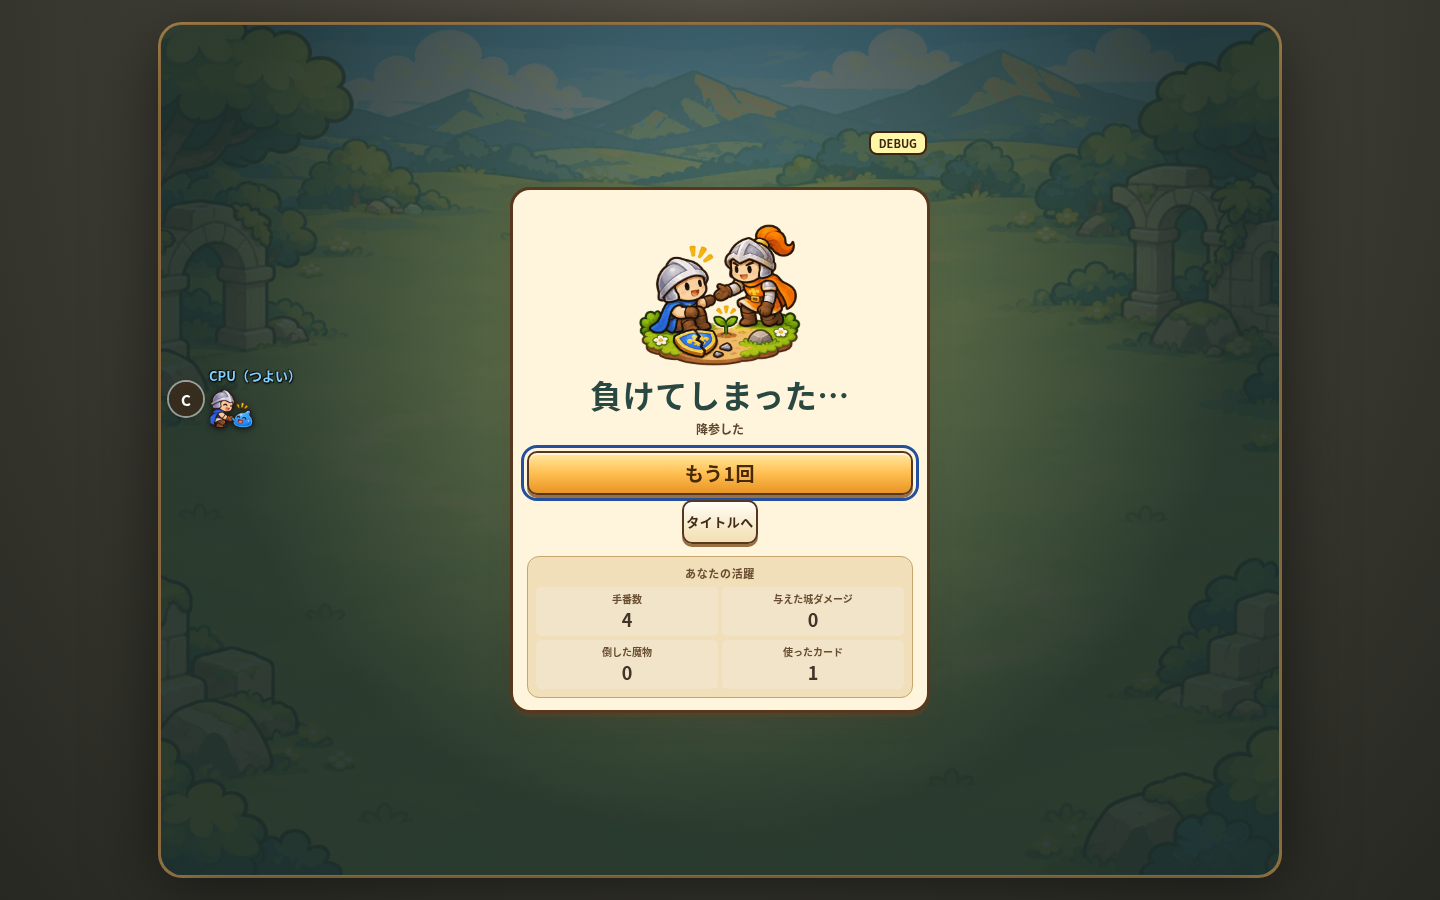 DEBUG
CPU（つよい）
C
負けてしまった…
降参した
もう1回
タイトルへ
あなたの活躍
手番数
4
与えた城ダメージ
0
倒した魔物
0
使ったカード
1